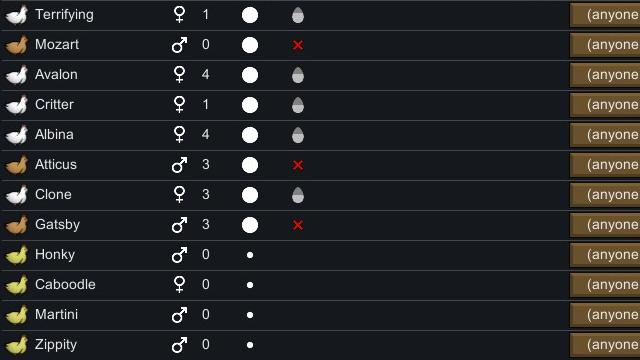 Terrifying ♀ 1 (anyone
Mozart ♂ 0 (anyone
Avalon ♀ 4 (anyone
Critter ♀ 1 (anyone
Albina ♀ 4 (anyone
Atticus ♂ 3 (anyone
Clone ♀ 3 (anyone
Gatsby ♂ 3 (anyone
Honky ♂ 0 (anyone
Caboodle ♀ 0 (anyone
Martini ♂ 0 (anyone
Zippity ♂ 0 (anyone